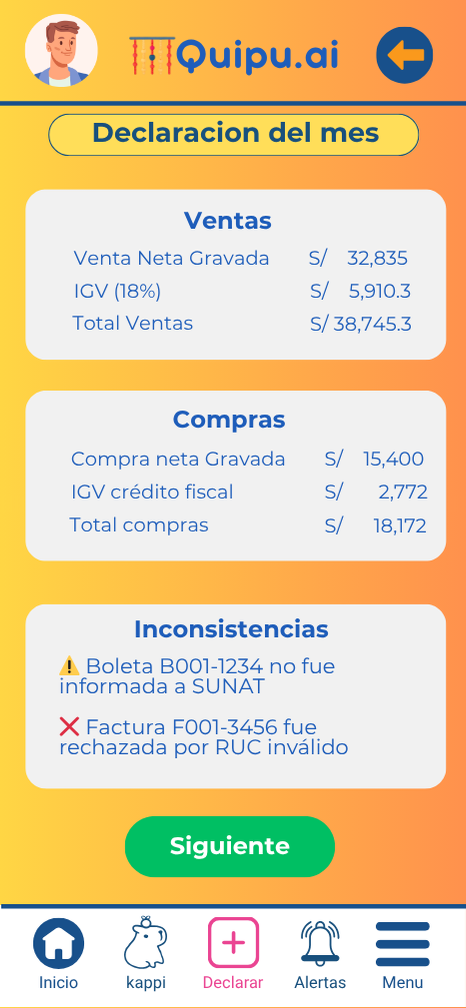 Quipu.ai
Declaracion del mes
Ventas
Venta Neta Gravada S/ 32,835
IGV (18%) S/ 5,910.3
Total Ventas S/ 38,745.3
Compras
Compra neta Gravada S/ 15,400
IGV crédito fiscal S/ 2,772
Total compras S/ 18,172
Inconsistencias
⚠️ Boleta B001-1234 no fue
informada a SUNAT
❌ Factura F001-3456 fue
rechazada por RUC inválido
Siguiente
Inicio kappi Declarar Alertas Menu